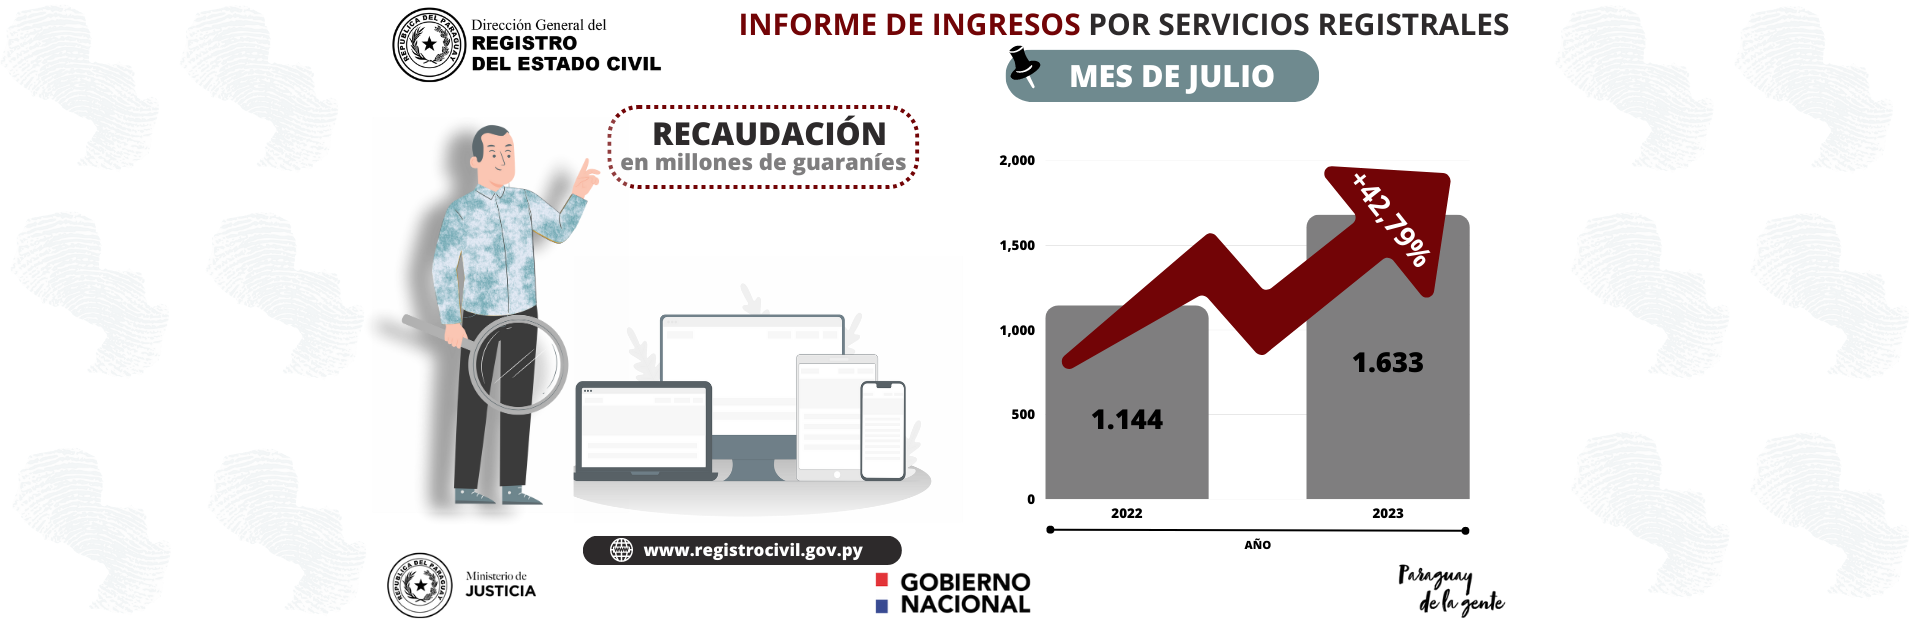 REPUBLICA DEL PARAGUAY
Dirección General del
REGISTRO
DEL ESTADO CIVIL
INFORME DE INGRESOS POR SERVICIOS REGISTRALES
MES DE JULIO
RECAUDACIÓN
en millones de guaraníes
2,000
1,500
1,000
500
0
+42,79%
1.144
1.633
2022
2023
AÑO
www.registrocivil.gov.py
REPUBLICA DEL PARAGUAY
Ministerio de
JUSTICIA
GOBIERNO
NACIONAL
Paraguay
de la gente